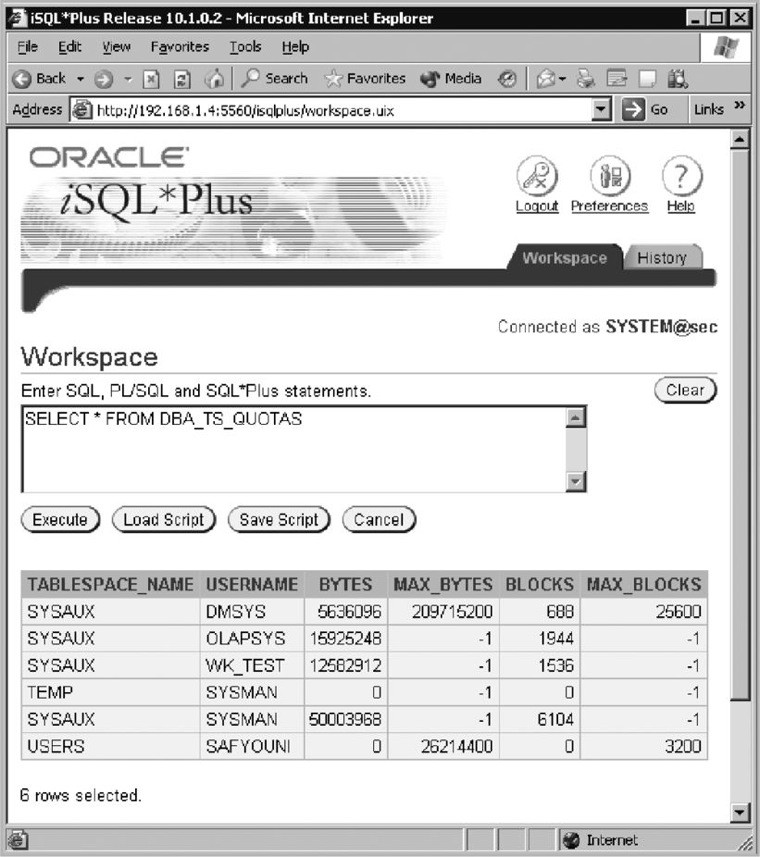 iSQL*Plus Release 10.1.0.2 - Microsoft Internet Explorer
File Edit View Favorites Tools Help
Back Search Favorites Media
Address http://192.168.1.4:5560/isqlplus/workspace.uix Go Links »
ORACLE
iSQL*Plus
Logout Preferences Help
Workspace History
Connected as SYSTEM@sec
Workspace
Enter SQL, PL/SQL and SQL*Plus statements. Clear
SELECT * FROM DBA_TS_QUOTAS
Execute Load Script Save Script Cancel
TABLESPACE_NAME USERNAME BYTES MAX_BYTES BLOCKS MAX_BLOCKS
SYSAUX DMSYS 5636096 209715200 688 25600
SYSAUX OLAPSYS 15925248 -1 1944 -1
SYSAUX WK_TEST 12582912 -1 1536 -1
TEMP SYSMAN 0 -1 0 -1
SYSAUX SYSMAN 50003968 -1 6104 -1
USERS SAFYOUNI 0 26214400 0 3200
6 rows selected.
Internet